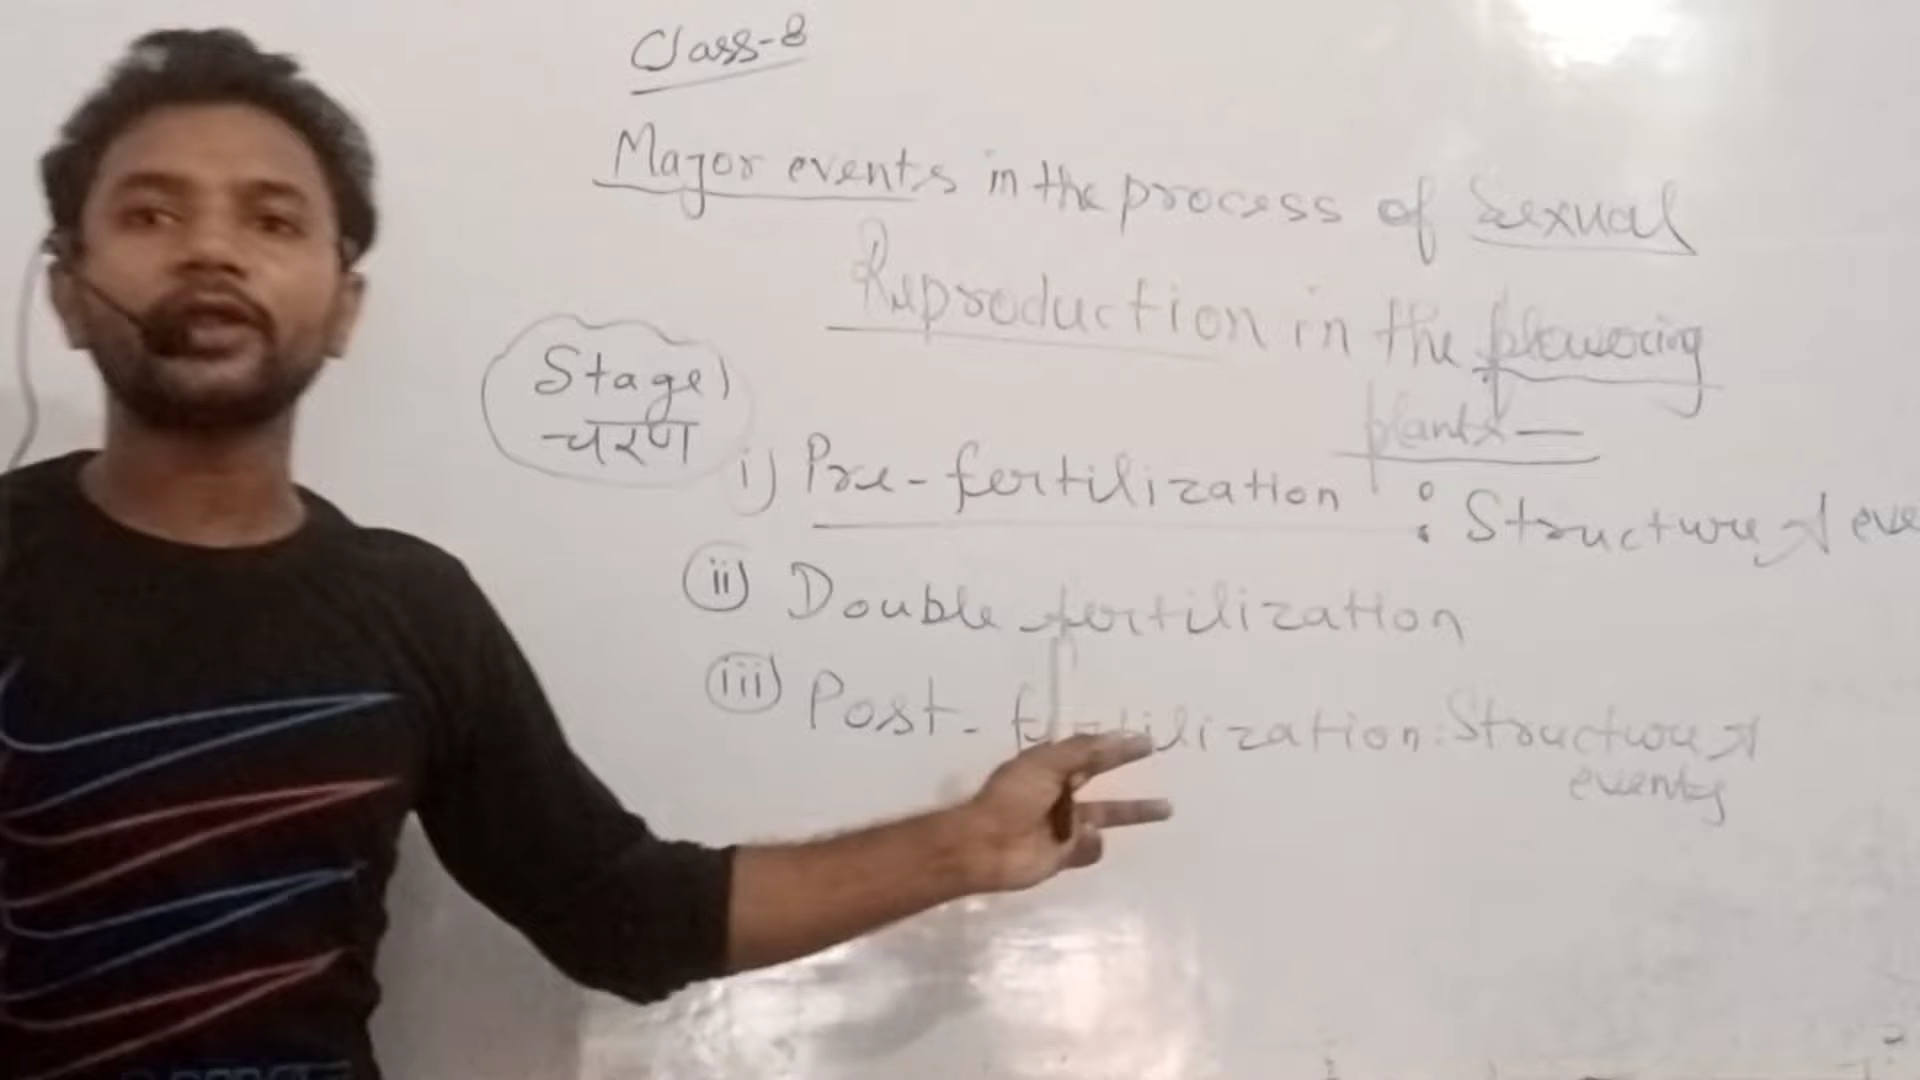 Class-8
Major events in the process of Sexual
Reproduction in the flowering
plants —
Stage)
चरण
i) Pre-fertilization : Structure &
ii) Double fertilization
iii) Post-fertilization: Structure &
events